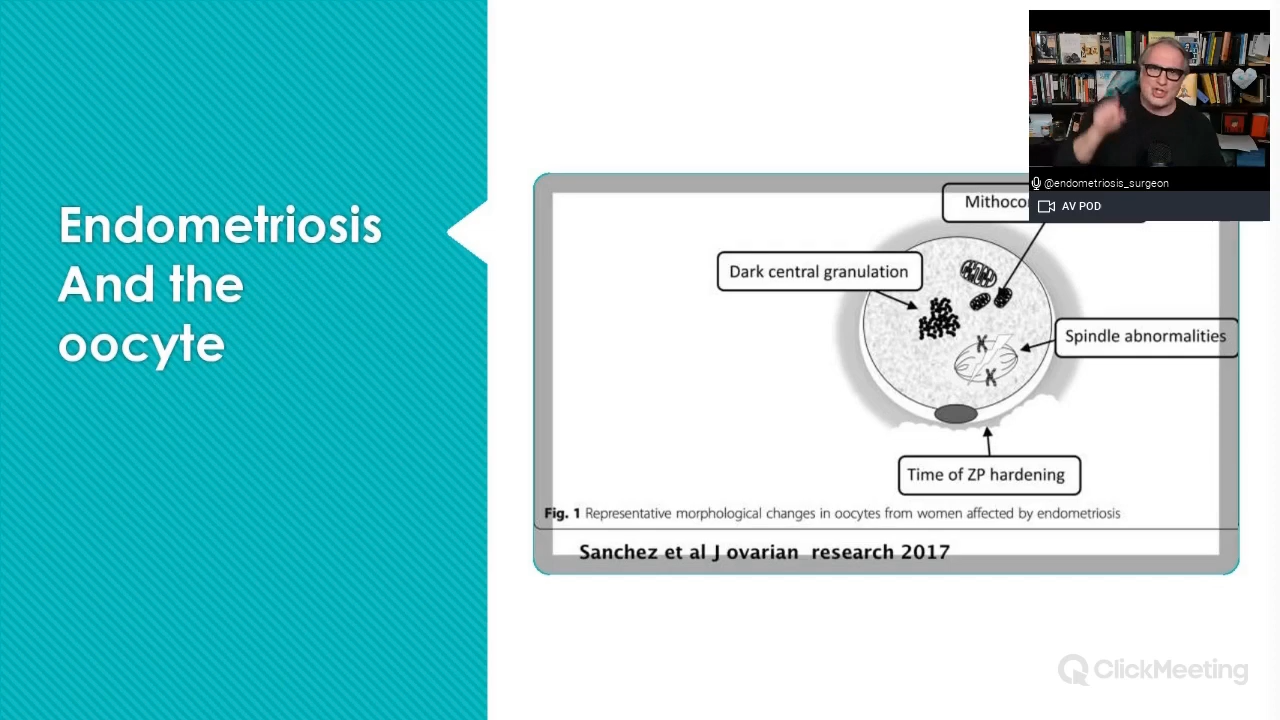 Endometriosis
And the
oocyte
@endometriosis_surgeon
AV POD
Dark central granulation
Spindle abnormalities
Time of ZP hardening
Fig. 1 Representative morphological changes in oocytes from women affected by endometriosis
Sanchez et al J ovarian research 2017
ClickMeeting